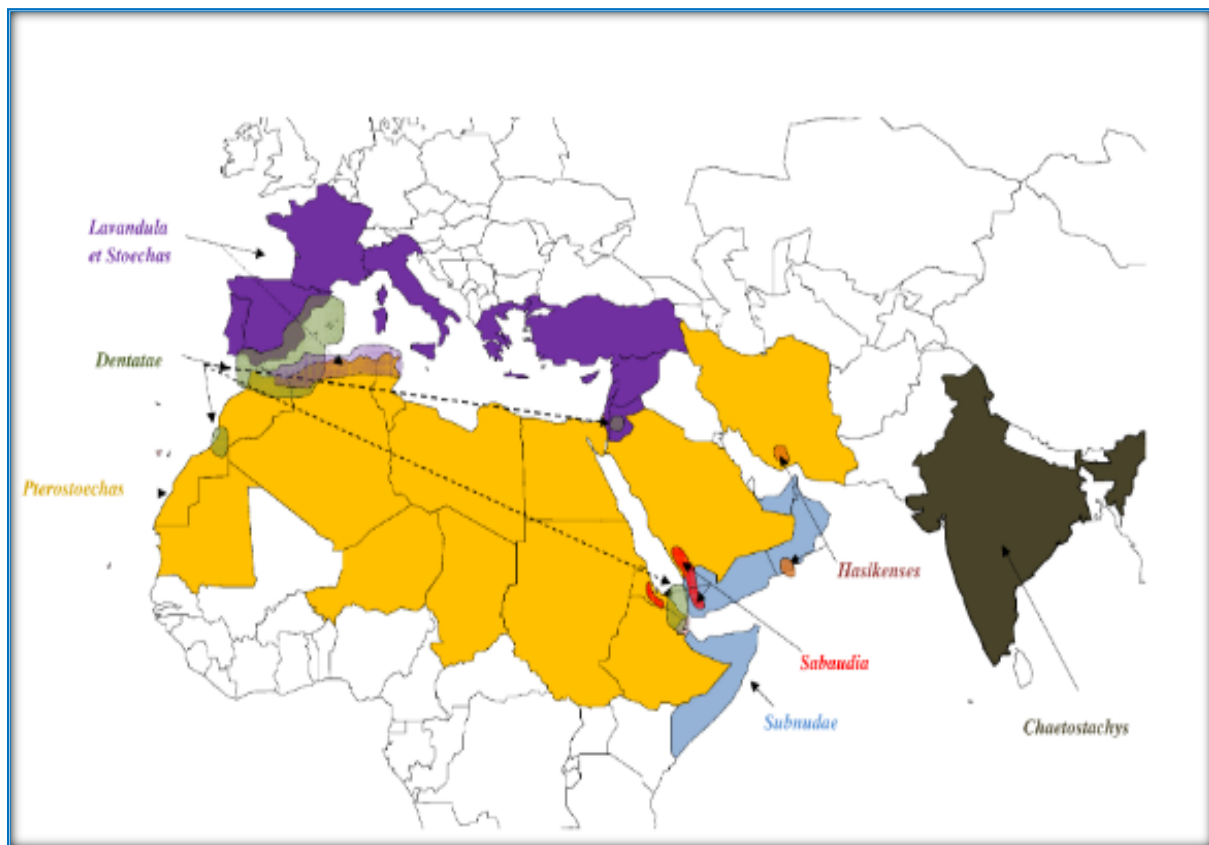 Lavandula
et Stoechas
Dentatae
Pterostoechas
Hasikenses
Sabaudia
Subnudae
Chaetostachys